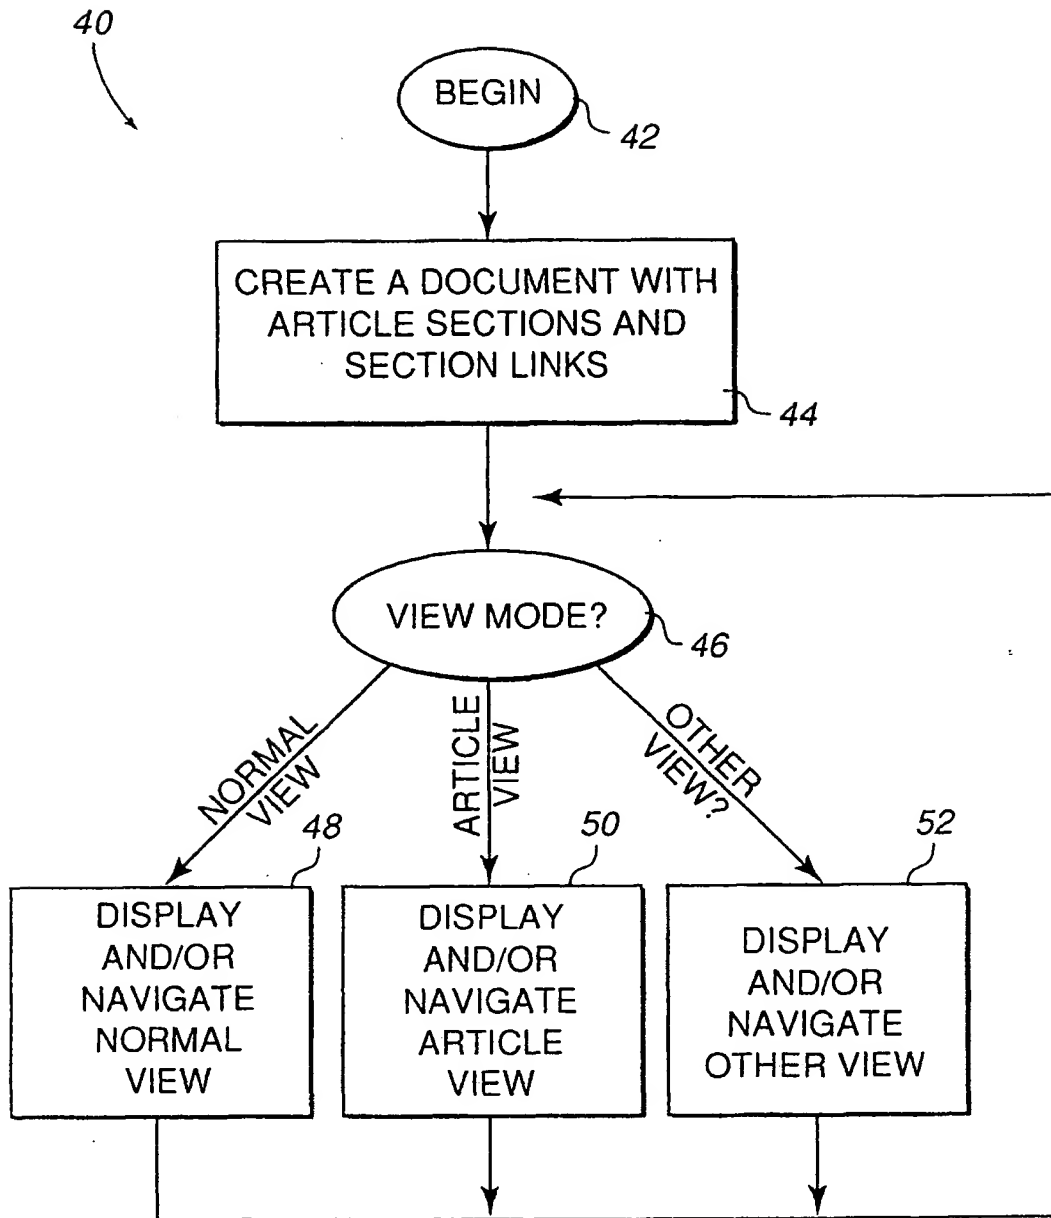 40
BEGIN
42
CREATE A DOCUMENT WITH
ARTICLE SECTIONS AND
SECTION LINKS
44
VIEW MODE?
46
NORMAL
VIEW
ARTICLE
VIEW
OTHER
VIEW?
48
DISPLAY
AND/OR
NAVIGATE
NORMAL
VIEW
50
DISPLAY
AND/OR
NAVIGATE
ARTICLE
VIEW
52
DISPLAY
AND/OR
NAVIGATE
OTHER VIEW